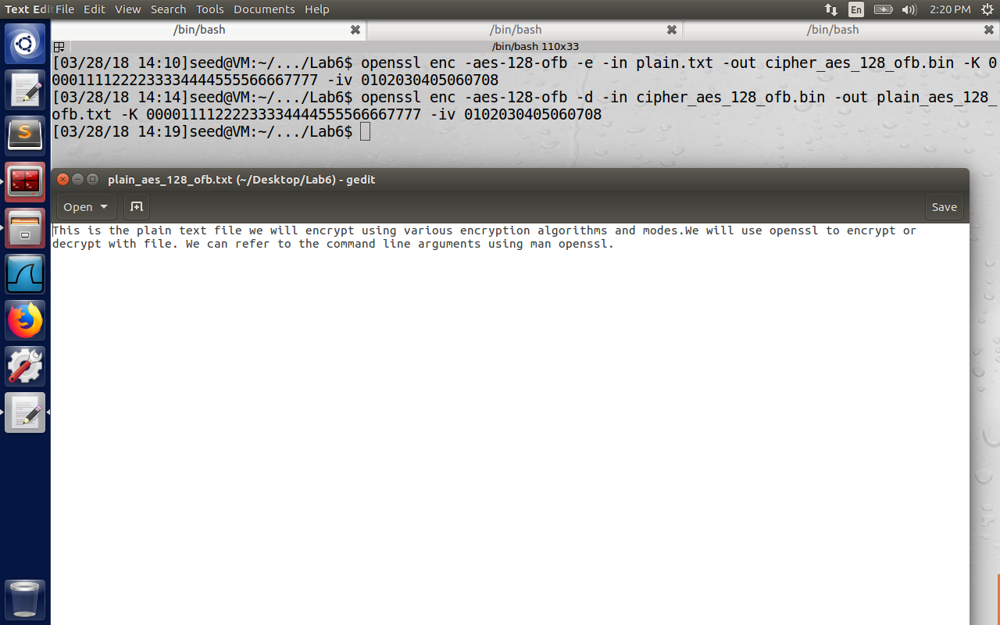 Text Edi File Edit View Search Tools Documents Help En 2:20 PM
/bin/bash /bin/bash /bin/bash
/bin/bash 110x33
[03/28/18 14:10]seed@VM:~/.../Lab6$ openssl enc -aes-128-ofb -e -in plain.txt -out cipher_aes_128_ofb.bin -K 0
0001111222233334444555566667777 -iv 0102030405060708
[03/28/18 14:14]seed@VM:~/.../Lab6$ openssl enc -aes-128-ofb -d -in cipher_aes_128_ofb.bin -out plain_aes_128_
ofb.txt -K 00001111222233334444555566667777 -iv 0102030405060708
[03/28/18 14:19]seed@VM:~/.../Lab6$
plain_aes_128_ofb.txt (~/Desktop/Lab6) - gedit
Open Save
This is the plain text file we will encrypt using various encryption algorithms and modes.We will use openssl to encrypt or
decrypt with file. We can refer to the command line arguments using man openssl.